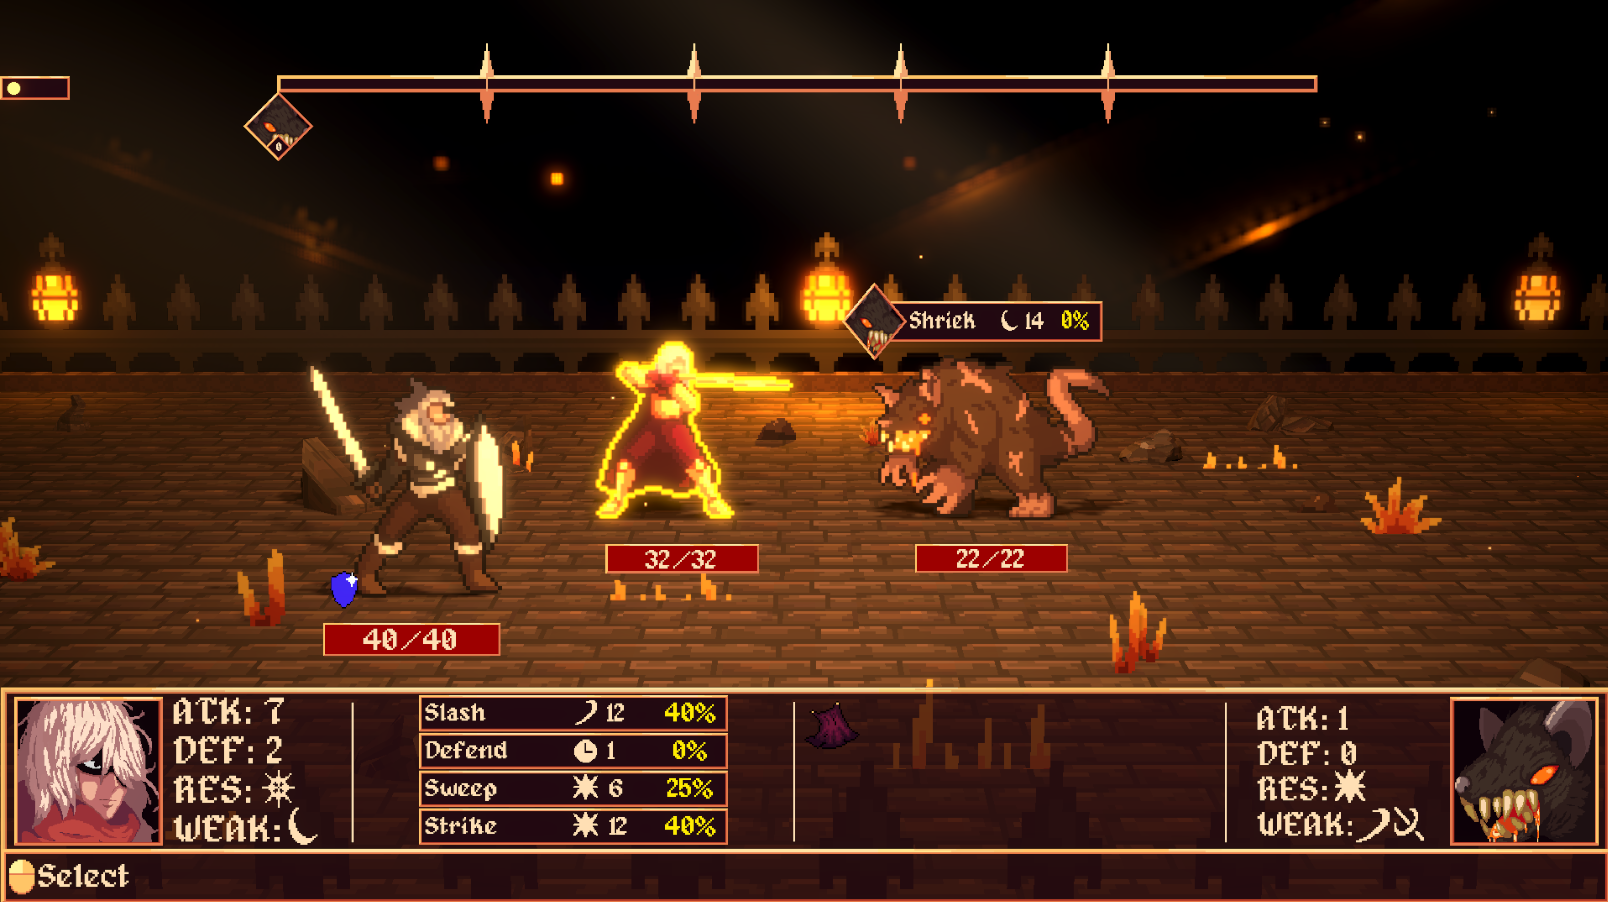 0
Shriek 14 0%
32/32
22/22
40/40
ATK: 7
DEF: 2
RES:
WEAK:
Slash 12 40%
Defend 1 0%
Sweep 6 25%
Strike 12 40%
ATK: 1
DEF: 0
RES:
WEAK:
Select